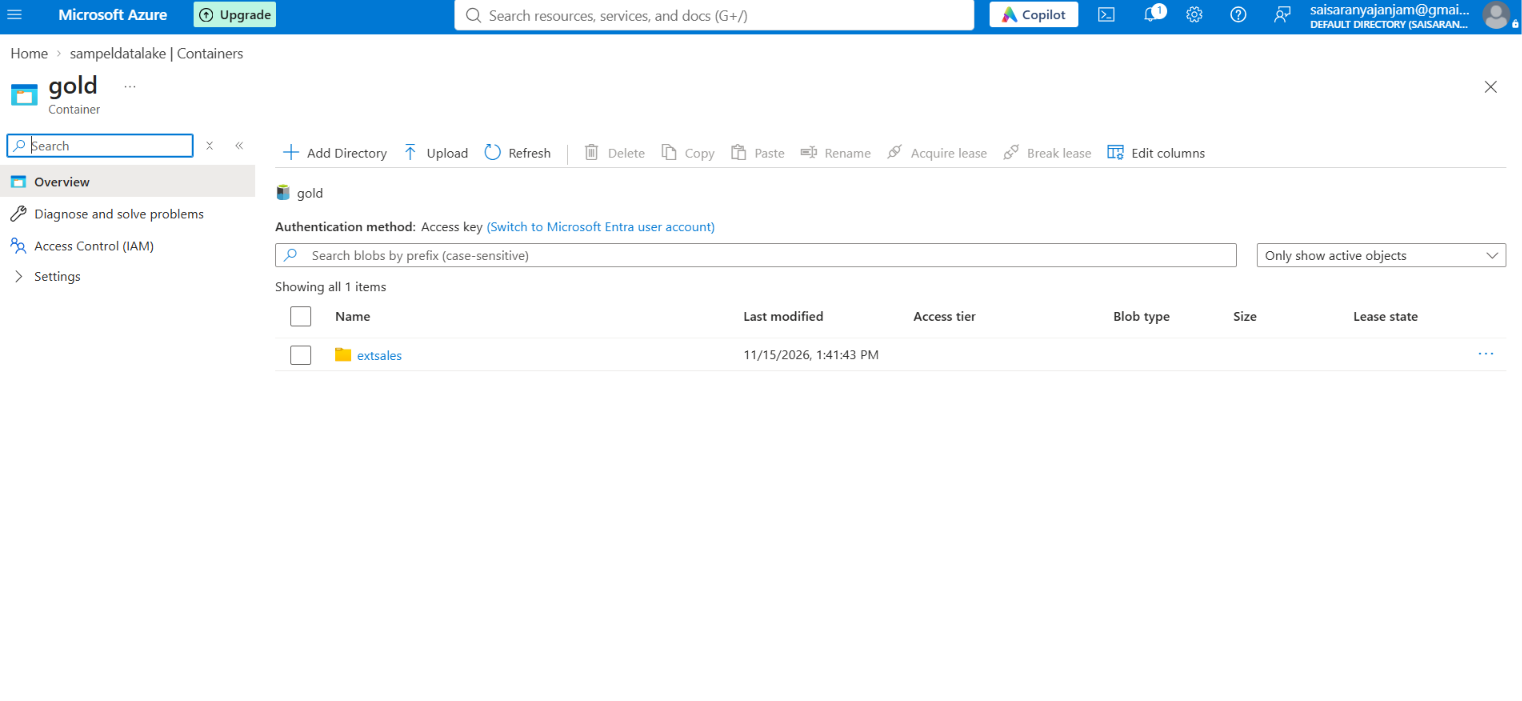 Microsoft Azure
Upgrade
Search resources, services, and docs (G+/)
Copilot
1
saisaranyajanjam@gmai...
DEFAULT DIRECTORY (SAISARAN...
Home > sampeldatalake | Containers
gold ...
Container
Search
Add Directory Upload Refresh Delete Copy Paste Rename Acquire lease Break lease Edit columns
Overview
Diagnose and solve problems
Access Control (IAM)
Settings
gold
Authentication method: Access key (Switch to Microsoft Entra user account)
Search blobs by prefix (case-sensitive)
Only show active objects
Showing all 1 items
Name Last modified Access tier Blob type Size Lease state
extsales 11/15/2026, 1:41:43 PM ...